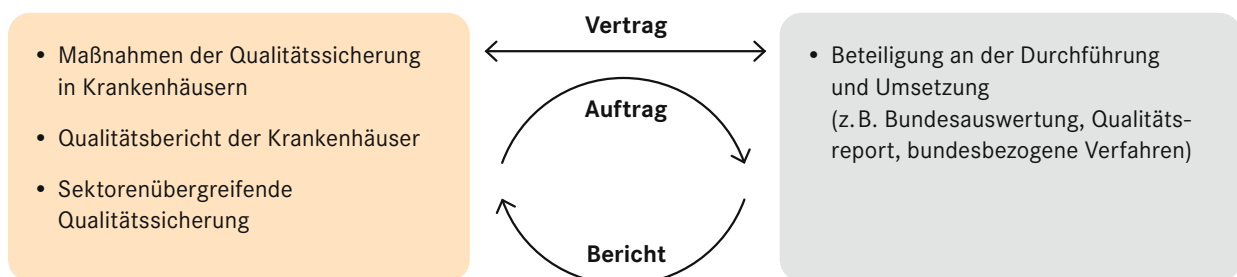 • Maßnahmen der Qualitätssicherung
in Krankenhäusern
• Qualitätsbericht der Krankenhäuser
• Sektorenübergreifende
Qualitätssicherung
Vertrag
Auftrag
Bericht
• Beteiligung an der Durchführung
und Umsetzung
(z. B. Bundesauswertung, Qualitäts-
report, bundesbezogene Verfahren)